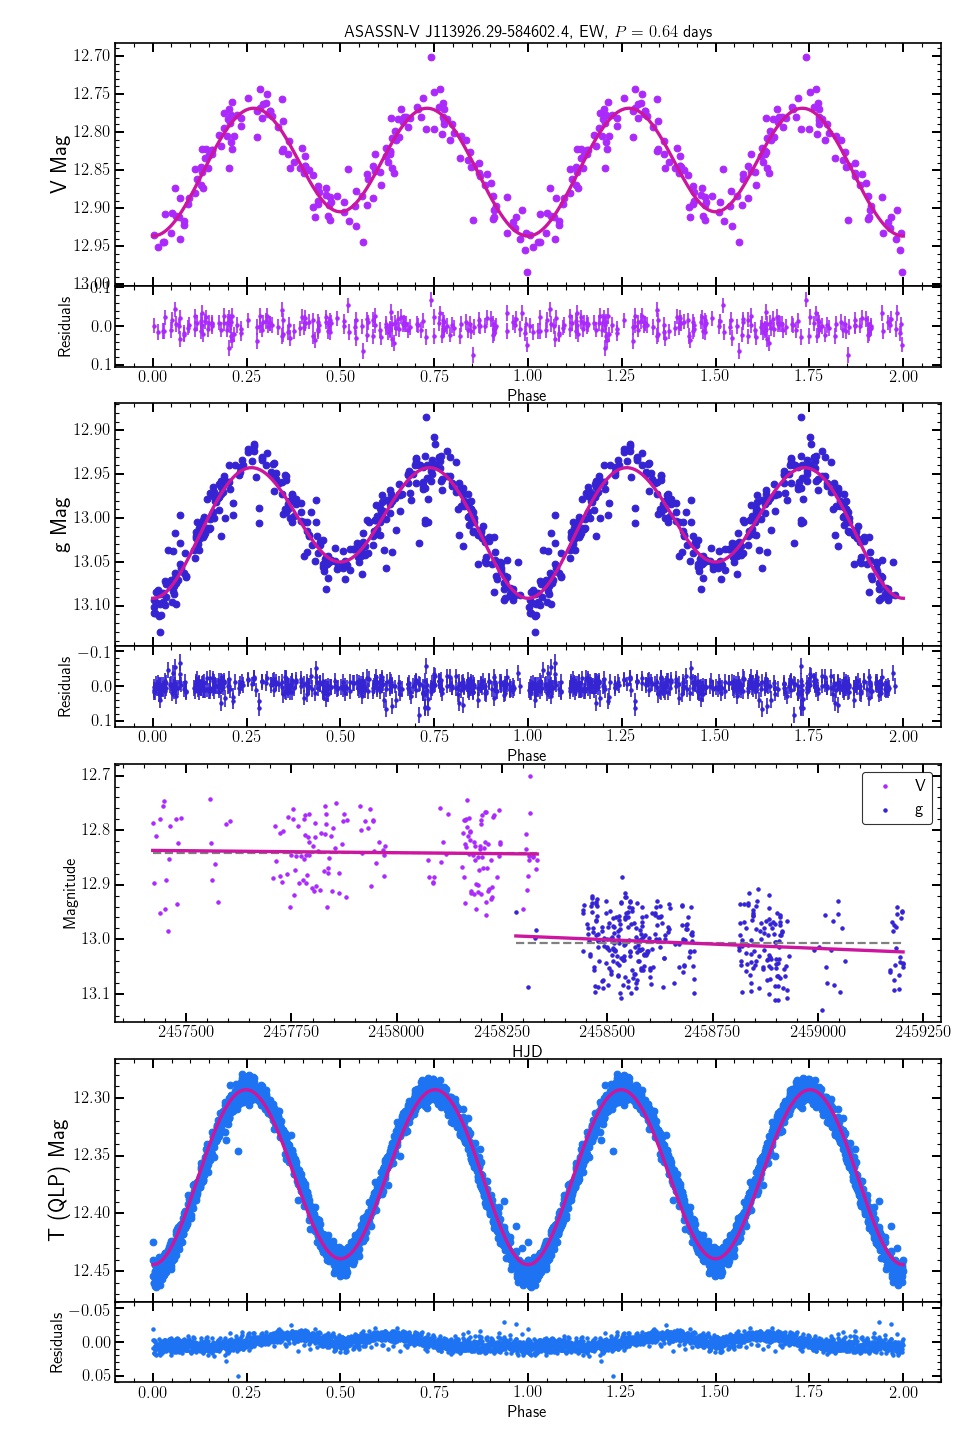 ASASSN-V J113926.29-584602.4, EW, P = 0.64 days
V Mag
12.70
12.75
12.80
12.85
12.90
12.95
13.00
Residuals
0.1
0.0
0.1
0.00 0.25 0.50 0.75 1.00 1.25 1.50 1.75 2.00
Phase
g Mag
12.90
12.95
13.00
13.05
13.10
Residuals
−0.1
0.0
0.1
0.00 0.25 0.50 0.75 1.00 1.25 1.50 1.75 2.00
Phase
Magnitude
12.7
12.8
12.9
13.0
13.1
V
g
2457500 2457750 2458000 2458250 2458500 2458750 2459000 2459250
HJD
T (QLP) Mag
12.30
12.35
12.40
12.45
Residuals
−0.05
0.00
0.05
0.00 0.25 0.50 0.75 1.00 1.25 1.50 1.75 2.00
Phase